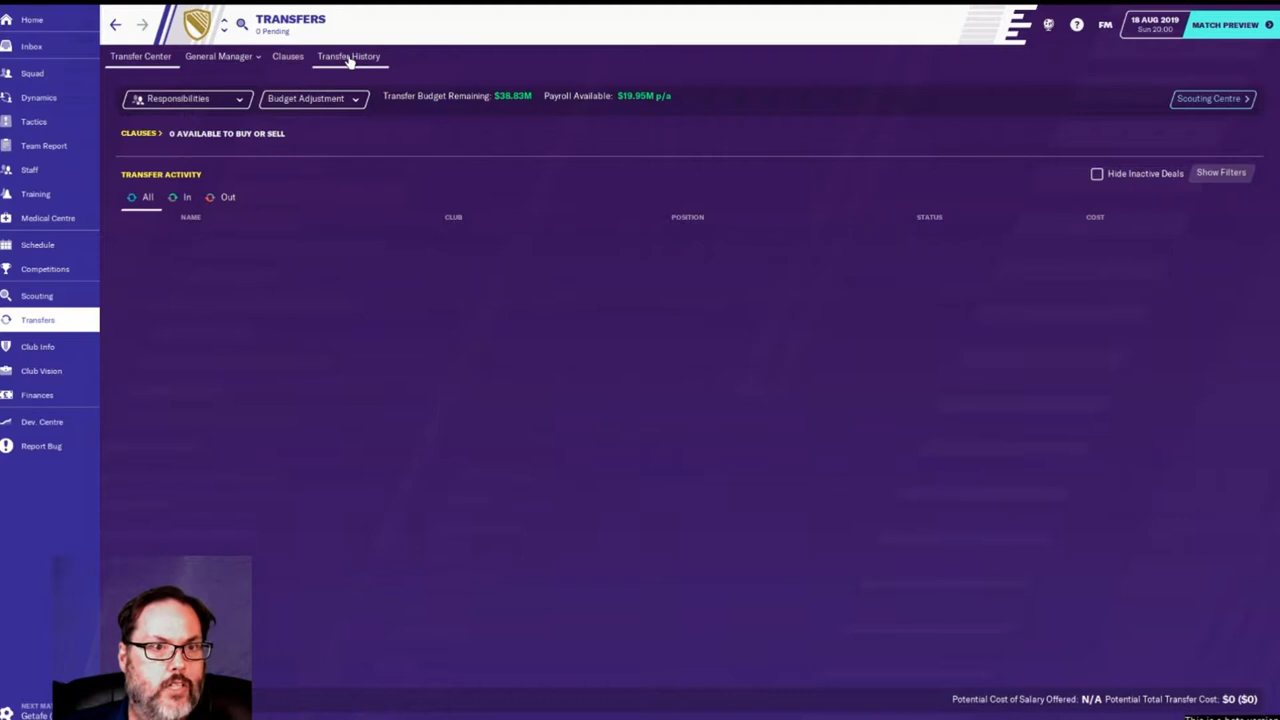 Home
Inbox
Squad
Dynamics
Tactics
Team Report
Staff
Training
Medical Centre
Schedule
Competitions
Scouting
Transfers
Club Info
Club Vision
Finances
Dev. Centre
Report Bug
NEXT MA
Getafe
TRANSFERS
0 Pending
FM
18 AUG 2019
Sun 20:00
MATCH PREVIEW
Transfer Center General Manager Clauses Transfer History
Responsibilities Budget Adjustment Transfer Budget Remaining: $38.83M Payroll Available: $19.95M p/a Scouting Centre >
CLAUSES > 0 AVAILABLE TO BUY OR SELL
TRANSFER ACTIVITY Hide Inactive Deals Show Filters
All In Out
NAME CLUB POSITION STATUS COST
Potential Cost of Salary Offered: N/A Potential Total Transfer Cost: $0 ($0)